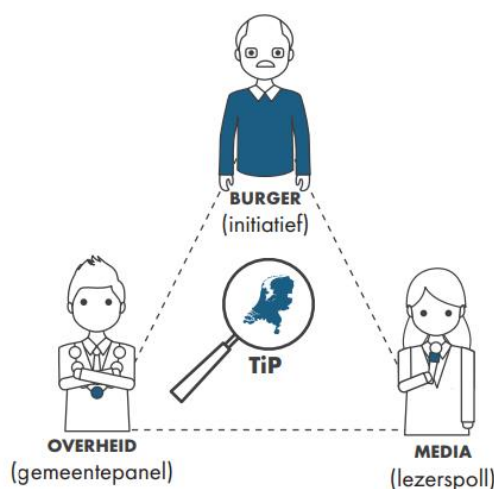 BURGER
(initiatief)
TiP
OVERHEID
(gemeentepanel)
MEDIA
(lezerspoll)